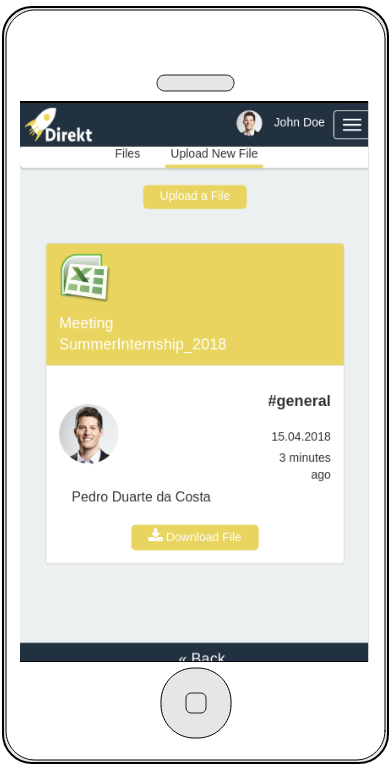 Direkt
John Doe
Files
Upload New File
Upload a File
Meeting
SummerInternship_2018
#general
15.04.2018
3 minutes
ago
Pedro Duarte da Costa
Download File
« Back